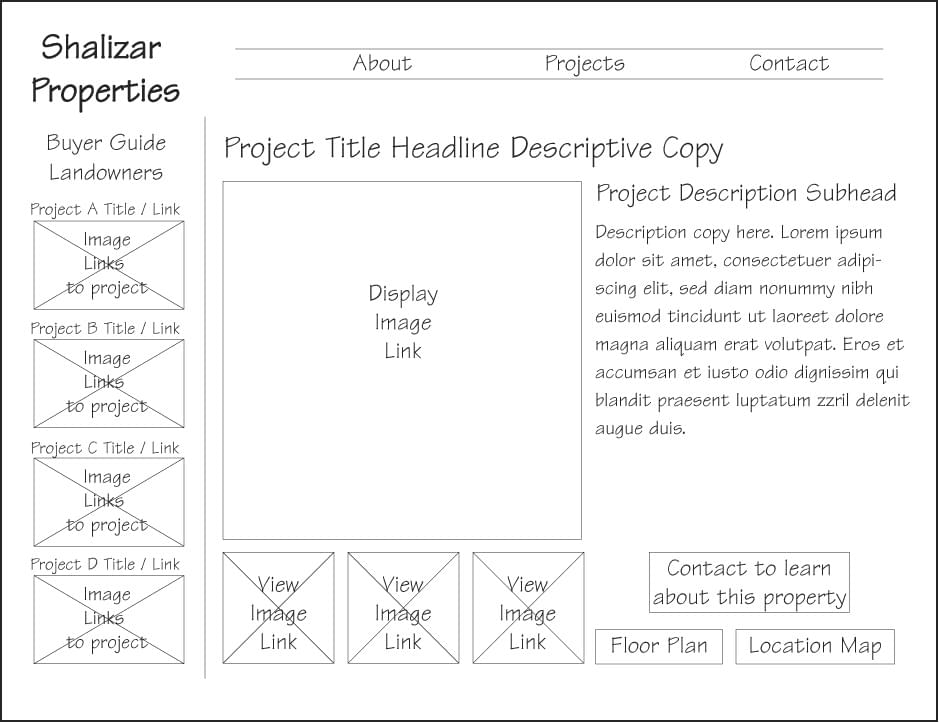 Shalizar
Properties
About
Projects
Contact
Buyer Guide
Landowners
Project A Title / Link
Image
Links
to project
Project B Title / Link
Image
Links
to project
Project C Title / Link
Image
Links
to project
Project D Title / Link
Image
Links
to project
Project Title Headline Descriptive Copy
Display
Image
Link
View
Image
Link
View
Image
Link
View
Image
Link
Project Description Subhead
Description copy here. Lorem ipsum
dolor sit amet, consectetuer adipi-
scing elit, sed diam nonummy nibh
euismod tincidunt ut laoreet dolore
magna aliquam erat volutpat. Eros et
accumsan et iusto odio dignissim qui
blandit praesent luptatum zzril delenit
augue duis.
Contact to learn
about this property
Floor Plan
Location Map